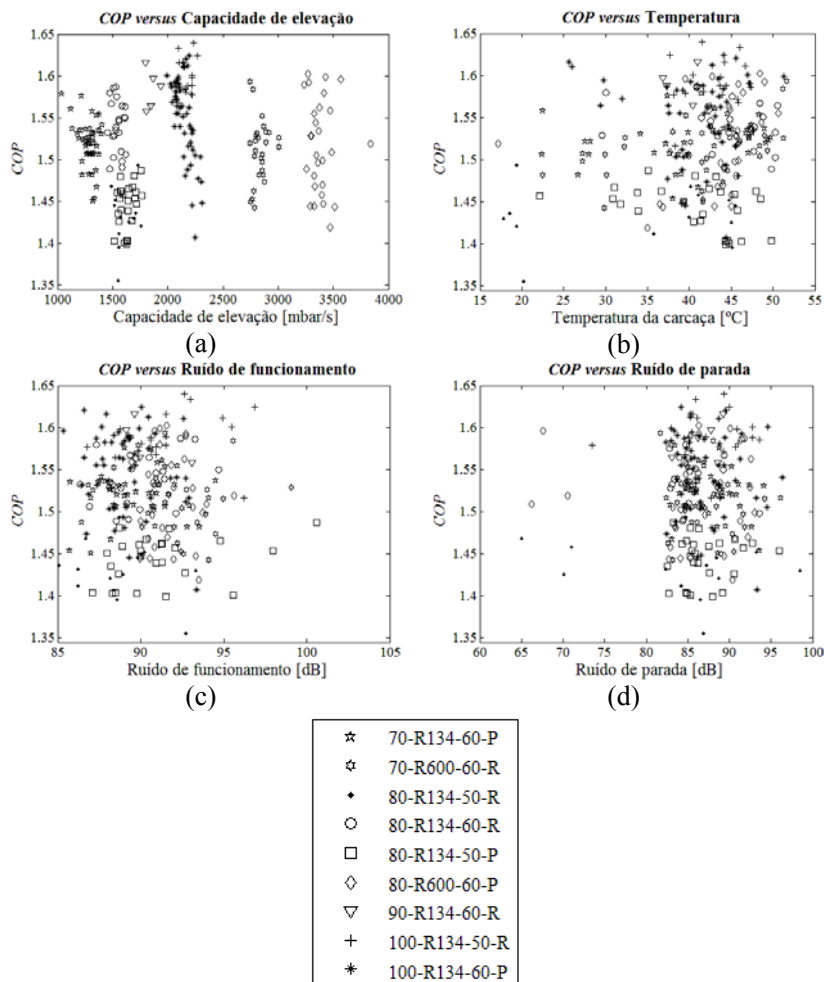 COP versus Capacidade de elevação
COP
1.65
1.6
1.55
1.5
1.45
1.4
1.35
1000 1500 2000 2500 3000 3500 4000
Capacidade de elevação [mbar/s]
(a)
COP versus Temperatura
COP
1.65
1.6
1.55
1.5
1.45
1.4
1.35
15 20 25 30 35 40 45 50 55
Temperatura da carcaça [ºC]
(b)
COP versus Ruído de funcionamento
COP
1.65
1.6
1.55
1.5
1.45
1.4
1.35
85 90 95 100 105
Ruído de funcionamento [dB]
(c)
COP versus Ruído de parada
COP
1.65
1.6
1.55
1.5
1.45
1.4
1.35
60 65 70 75 80 85 90 95 100
Ruído de parada [dB]
(d)
70-R134-60-P
70-R600-60-R
80-R134-50-R
80-R134-60-R
80-R134-50-P
80-R600-60-P
90-R134-60-R
100-R134-50-R
100-R134-60-P